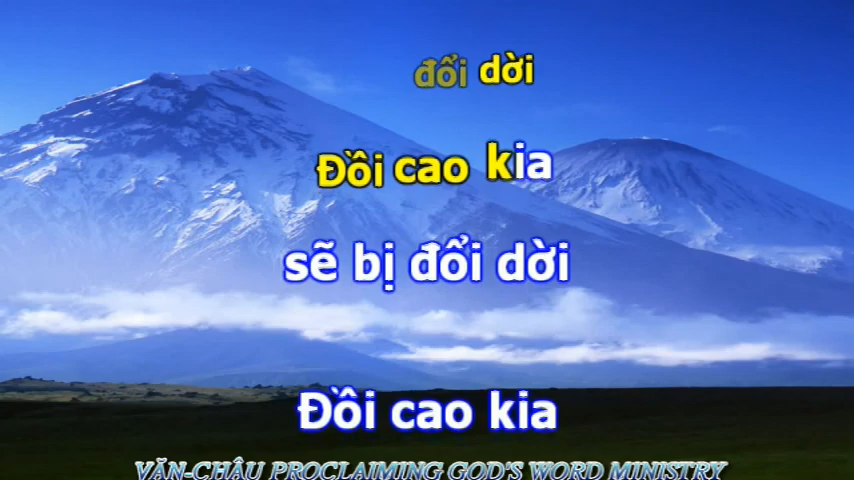 đổi dời
Đồi cao kia
sẽ bị đổi dời
Đồi cao kia
VĂN-CHÂU PROCLAIMING GOD'S WORD MINISTRY